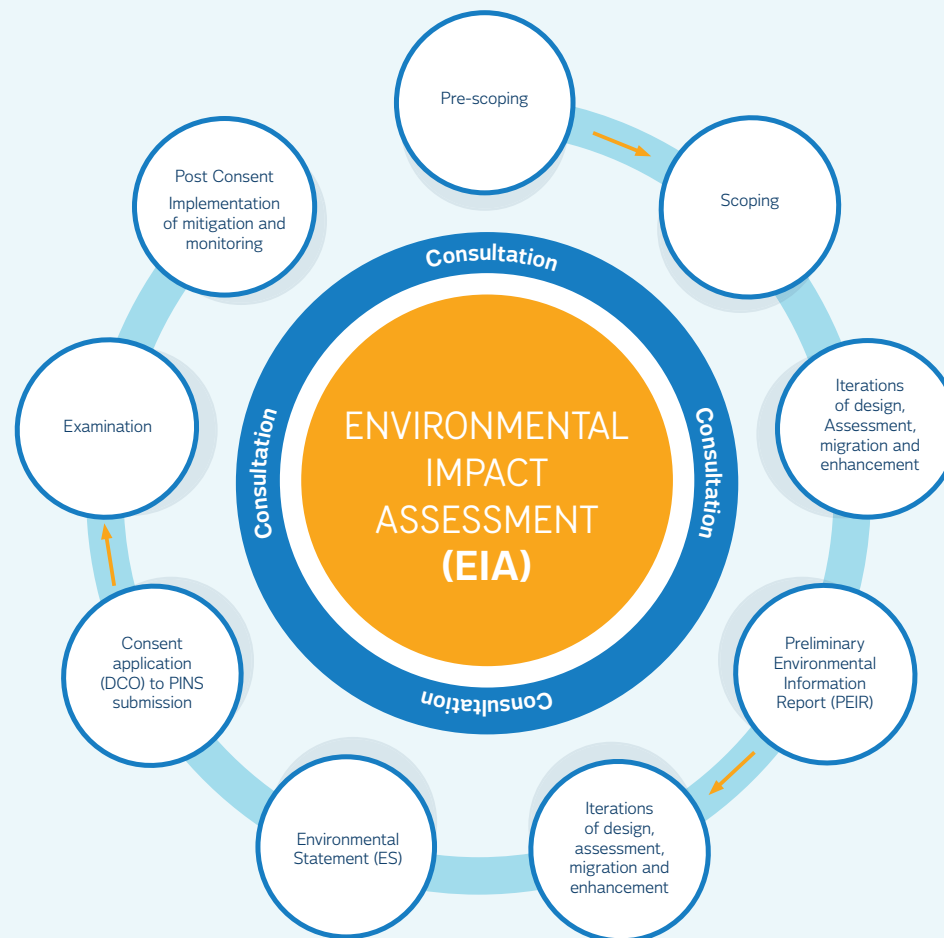 Pre-scoping
Scoping
Iterations
of design,
Assessment,
migration and
enhancement
Preliminary
Environmental
Information
Report (PEIR)
Iterations
of design,
assessment,
migration and
enhancement
Environmental
Statement (ES)
Consent
application
(DCO) to PINS
submission
Examination
Post Consent
Implementation
of mitigation and
monitoring
Consultation
Consultation
Consultation
Consultation
ENVIRONMENTAL
IMPACT
ASSESSMENT
(EIA)